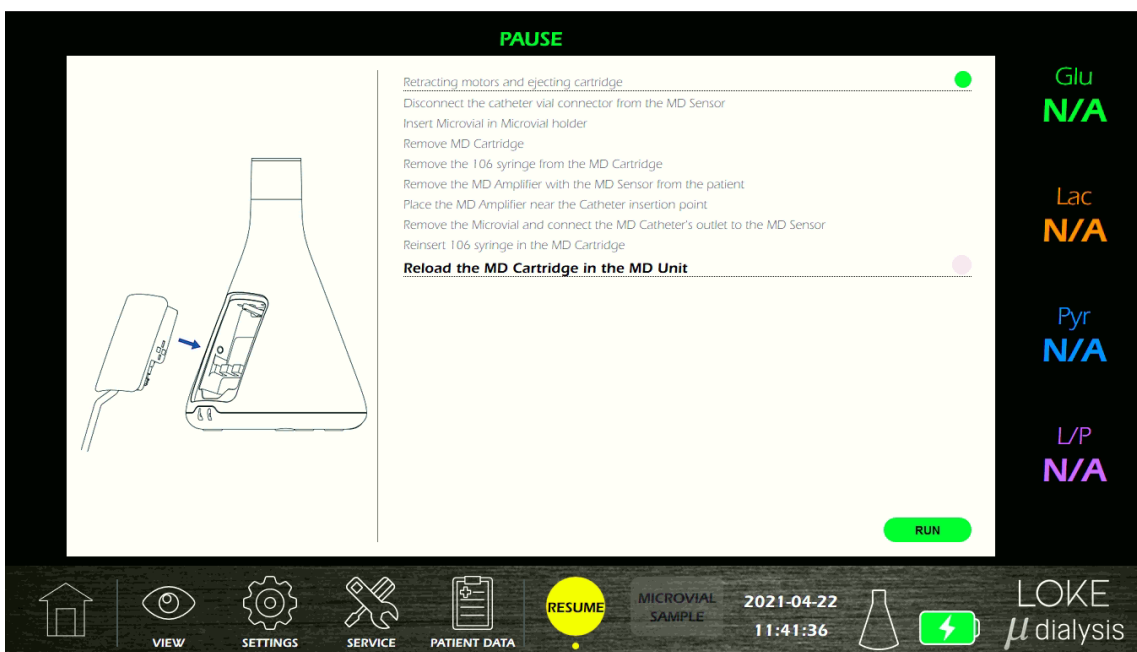 PAUSE
Retracting motors and ejecting cartridge
Disconnect the catheter vial connector from the MD Sensor
Insert Microvial in Microvial holder
Remove MD Cartridge
Remove the 106 syringe from the MD Cartridge
Remove the MD Amplifier with the MD Sensor from the patient
Place the MD Amplifier near the Catheter insertion point
Remove the Microvial and connect the MD Catheter's outlet to the MD Sensor
Reinsert 106 syringe in the MD Cartridge
Reload the MD Cartridge in the MD Unit
RUN
Glu
N/A
Lac
N/A
Pyr
N/A
L/P
N/A
VIEW
SETTINGS
SERVICE
PATIENT DATA
RESUME
MICROVIAL
SAMPLE
2021-04-22
11:41:36
LOKE
μ dialysis